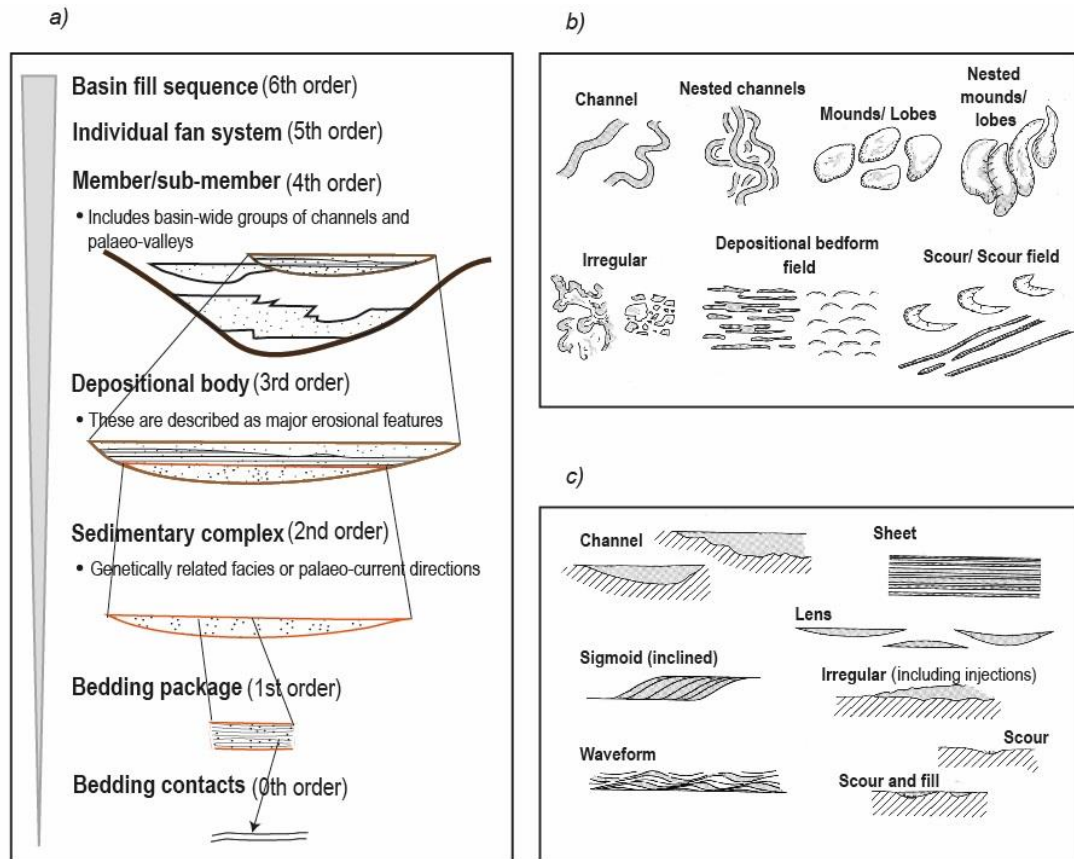 a)
Basin fill sequence (6th order)
Individual fan system (5th order)
Member/sub-member (4th order)
• Includes basin-wide groups of channels and
palaeo-valleys
Depositional body (3rd order)
• These are described as major erosional features
Sedimentary complex (2nd order)
• Genetically related facies or palaeo-current directions
Bedding package (1st order)
Bedding contacts (0th order)
b)
Channel
Nested channels
Mounds/ Lobes
Nested
mounds/
lobes
Irregular
Depositional bedform
field
Scour/ Scour field
c)
Channel
Sheet
Lens
Sigmoid (inclined)
Irregular (including injections)
Scour
Waveform
Scour and fill